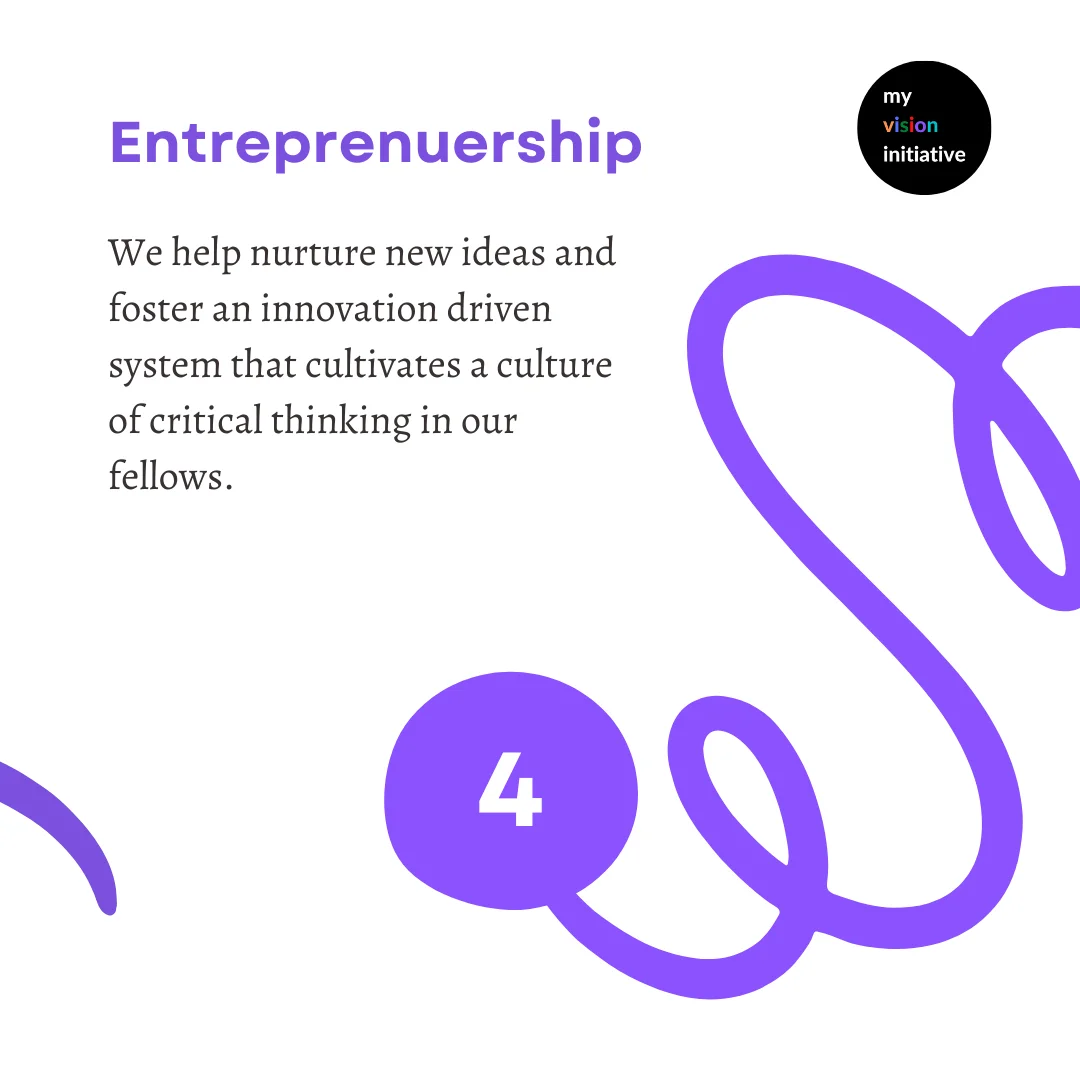 my
vision
initiative
Entreprenuership
We help nurture new ideas and
foster an innovation driven
system that cultivates a culture
of critical thinking in our
fellows.
4